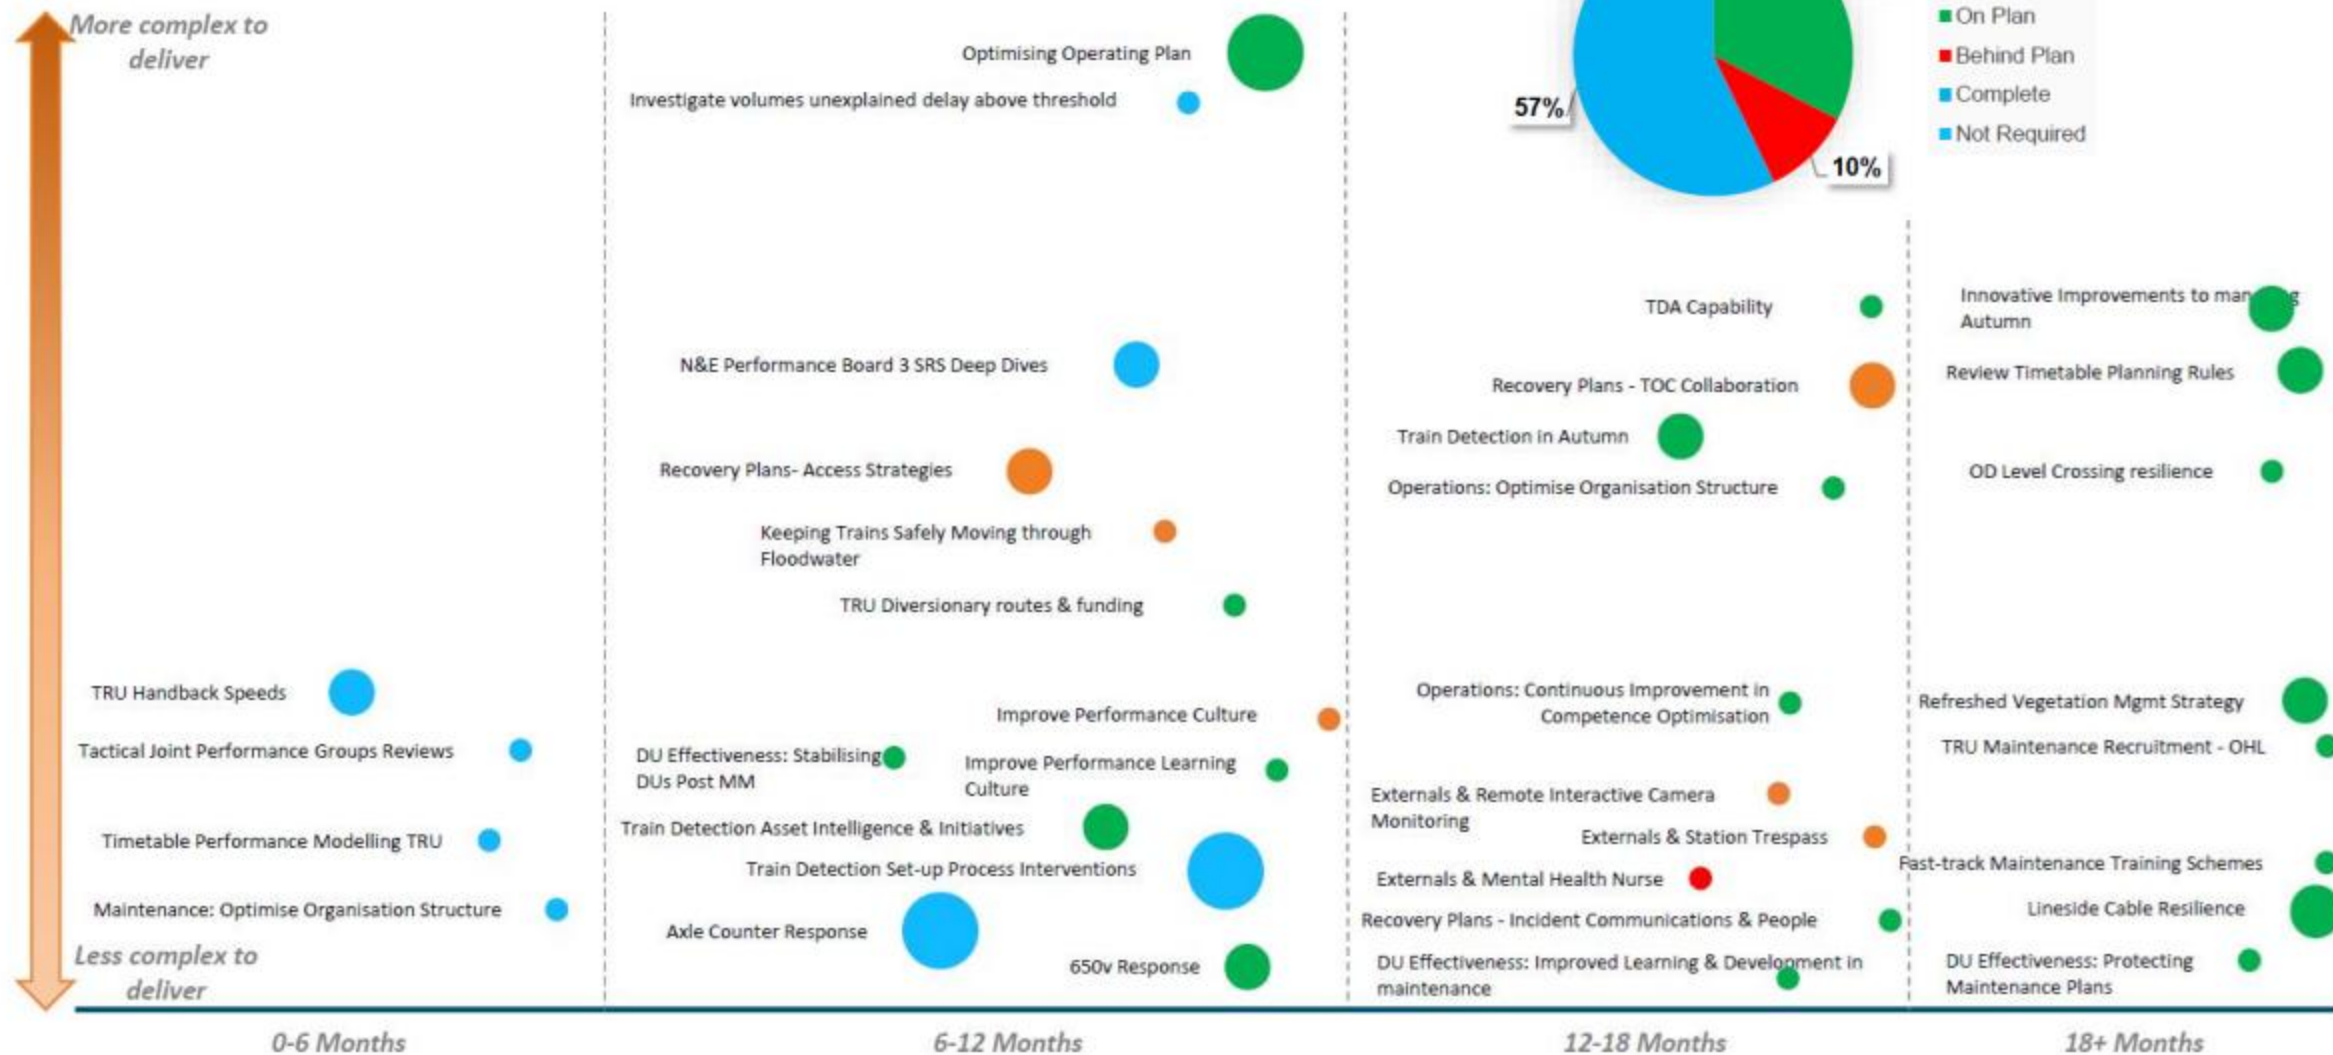 More complex to
deliver
Optimising Operating Plan
Investigate volumes unexplained delay above threshold
57%
10%
On Plan
Behind Plan
Complete
Not Required
N&E Performance Board 3 SRS Deep Dives
Recovery Plans- Access Strategies
Keeping Trains Safely Moving through
Floodwater
TRU Diversionary routes & funding
TDA Capability
Recovery Plans - TOC Collaboration
Train Detection in Autumn
Operations: Optimise Organisation Structure
Innovative Improvements to
Autumn
Review Timetable Planning Rules
OD Level Crossing resilience
TRU Handback Speeds
Tactical Joint Performance Groups Reviews
Timetable Performance Modelling TRU
Maintenance: Optimise Organisation Structure
Improve Performance Culture
DU Effectiveness: Stabilising
DUs Post MM
Improve Performance Learning
Culture
Train Detection Asset Intelligence & Initiatives
Train Detection Set-up Process Interventions
Axle Counter Response
650v Response
Operations: Continuous Improvement in
Competence Optimisation
Externals & Remote Interactive Camera
Monitoring
Externals & Station Trespass
Externals & Mental Health Nurse
Recovery Plans - Incident Communications & People
DU Effectiveness: Improved Learning & Development in
maintenance
Refreshed Vegetation Mgmt Strategy
TRU Maintenance Recruitment - OHL
Fast-track Maintenance Training Schemes
Lineside Cable Resilience
DU Effectiveness: Protecting
Maintenance Plans
Less complex to
deliver
0-6 Months
6-12 Months
12-18 Months
18+ Months